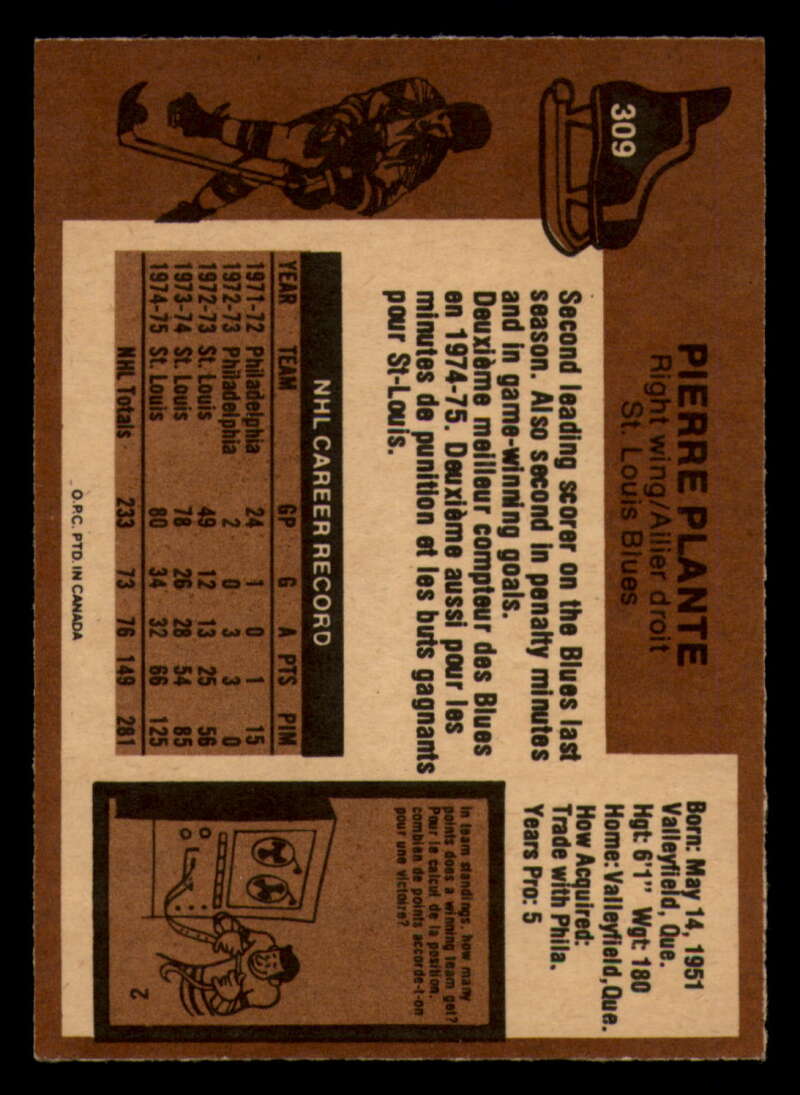 309
PIERRE PLANTE
Right wing/Ailier droit
St. Louis Blues
Second leading scorer on the Blues last
season. Also second in penalty minutes
and in game-winning goals.
Deuxième meilleur compteur des Blues
en 1974-75. Deuxième aussi pour les
minutes de punition et les buts gagnants
pour St-Louis.
Born: May 14, 1951
Valleyfield, Que.
Hgt: 6'1" Wgt: 180
Home: Valleyfield, Que.
How Acquired:
Trade with Phila.
Years Pro: 5
NHL CAREER RECORD
YEAR TEAM GP G A PTS PIM
1971-72 Philadelphia 24 1 0 1 15
1972-73 Philadelphia 2 0 3 3 0
1972-73 St. Louis 49 12 13 25 56
1973-74 St. Louis 78 26 28 54 85
1974-75 St. Louis 80 34 32 66 125
NHL Totals 233 73 76 149 281
In team standings, how many
points does a winning team get?
Pour le calcul de la position,
combien de points accorde-t-on
pour une victoire?
2
O.P.C. PTD. IN CANADA